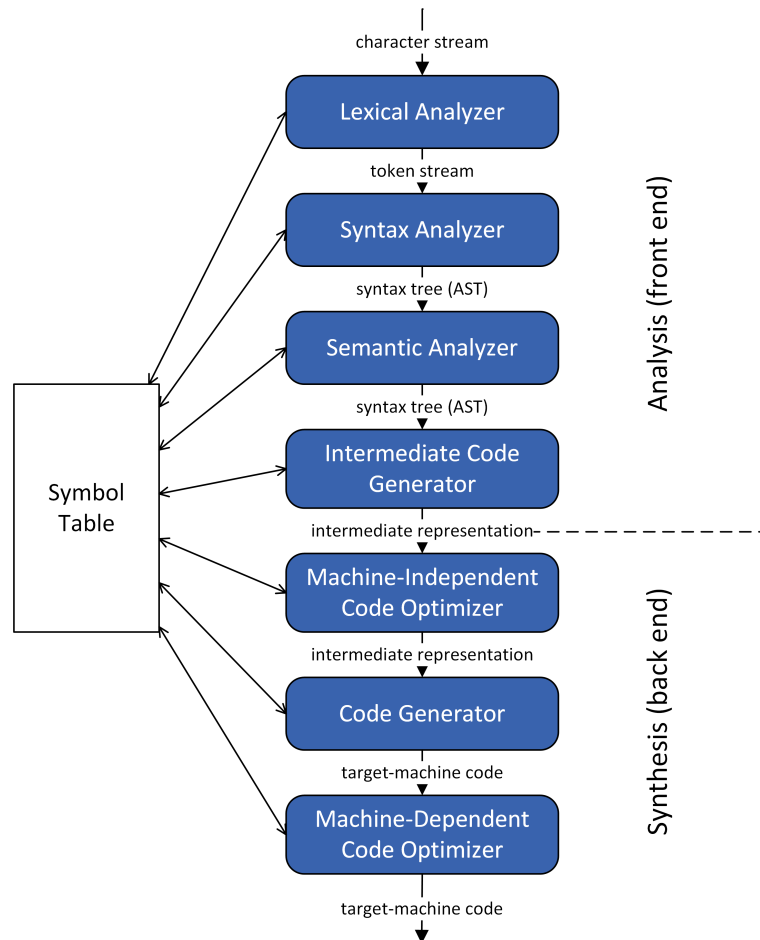 character stream
Lexical Analyzer
token stream
Syntax Analyzer
syntax tree (AST)
Semantic Analyzer
syntax tree (AST)
Intermediate Code
Generator
intermediate representation
Machine-Independent
Code Optimizer
intermediate representation
Code Generator
target-machine code
Machine-Dependent
Code Optimizer
target-machine code
Symbol
Table
Analysis (front end)
Synthesis (back end)